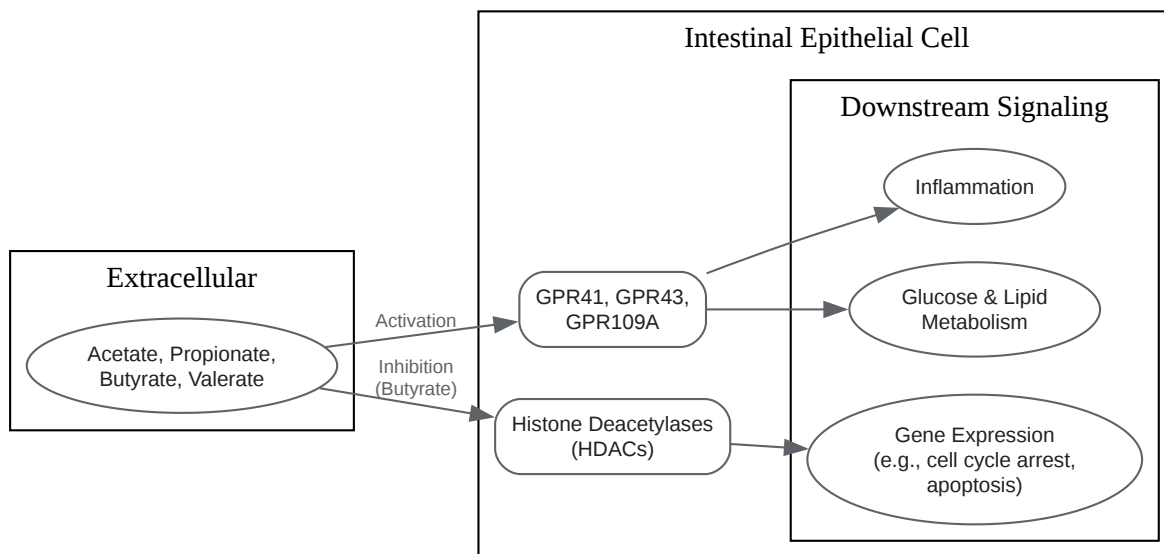 Intestinal Epithelial Cell
Downstream Signaling
Inflammation
Extracellular
Acetate, Propionate,
Butyrate, Valerate
Activation
Inhibition
(Butyrate)
GPR41, GPR43,
GPR109A
Glucose & Lipid
Metabolism
Histone Deacetylases
(HDACs)
Gene Expression
(e.g., cell cycle arrest,
apoptosis)